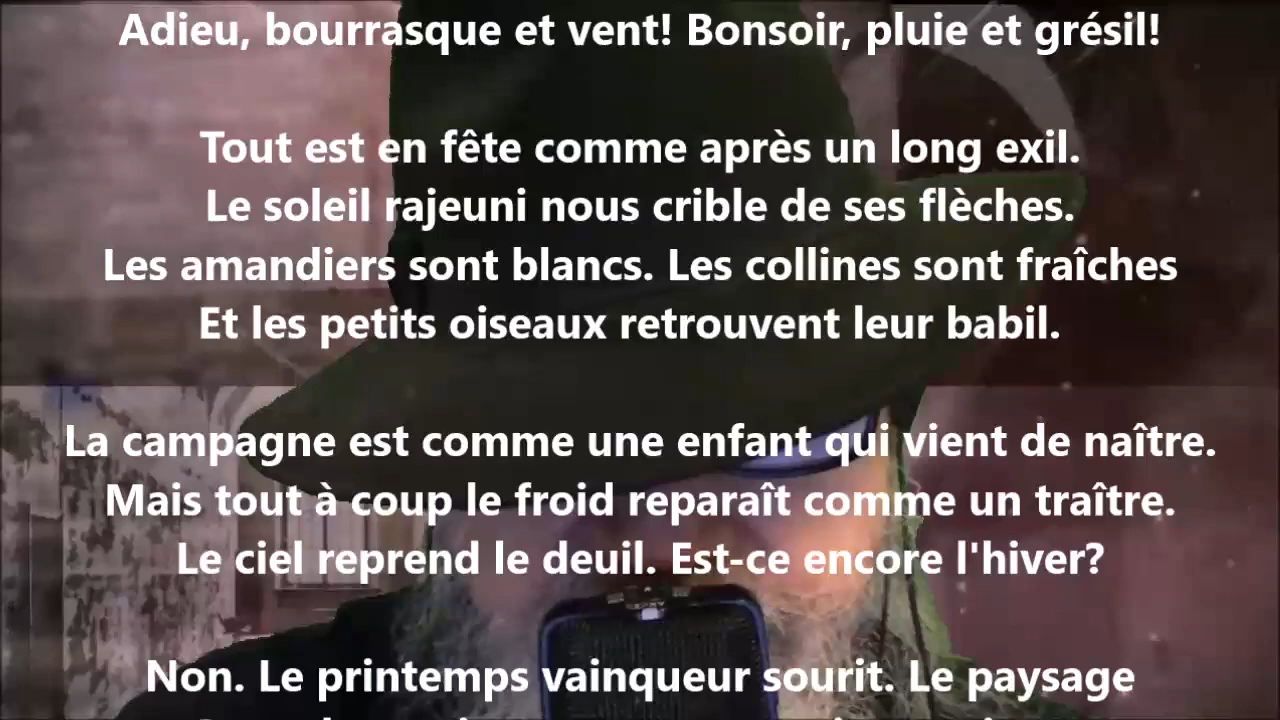 Adieu, bourrasque et vent! Bonsoir, pluie et grésil!
Tout est en fête comme après un long exil.
Le soleil rajeuni nous crible de ses flèches.
Les amandiers sont blancs. Les collines sont fraîches
Et les petits oiseaux retrouvent leur babil.
La campagne est comme une enfant qui vient de naître.
Mais tout à coup le froid reparaît comme un traître.
Le ciel reprend le deuil. Est-ce encore l'hiver?
Non. Le printemps vainqueur sourit. Le paysage